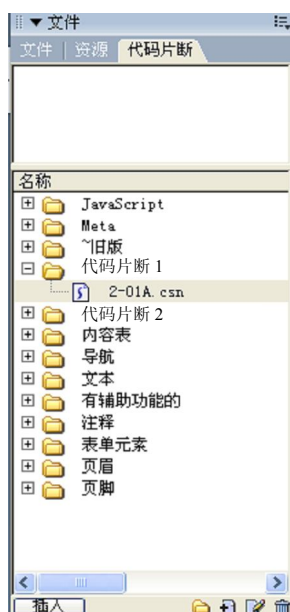 文件
文件 资源 代码片断
名称
JavaScript
Meta
~旧版
代码片断 1
2-01A.csn
代码片断 2
内容表
导航
文本
有辅助功能的
注释
表单元素
页眉
页脚
插入